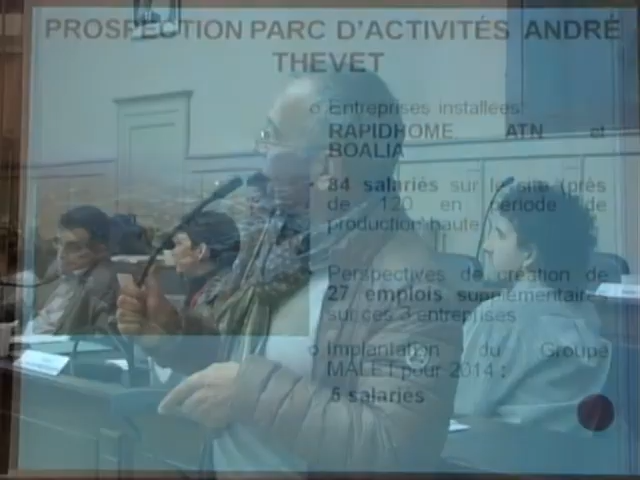 PROSPECTION PARC D'ACTIVITÉS ANDRÉ
THEVET
o Entreprises installées
RAPIDHOME ATN et
BOALIA
84 salariés sur le site (près
de 120 en période de
production haute
Perspectives de création de
27 emplois supplémentaires
sur ces 3 entreprises
o Implantation du Groupe
MALET pour 2014 :
5 salariés